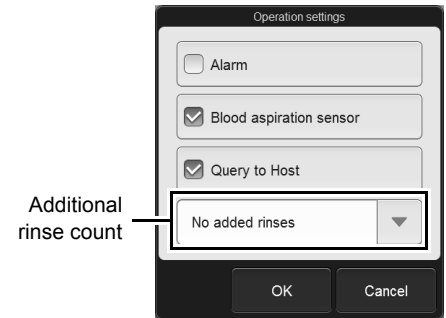 Operation settings
Alarm
Blood aspiration sensor
Query to Host
Additional
rinse count
No added rinses
OK
Cancel